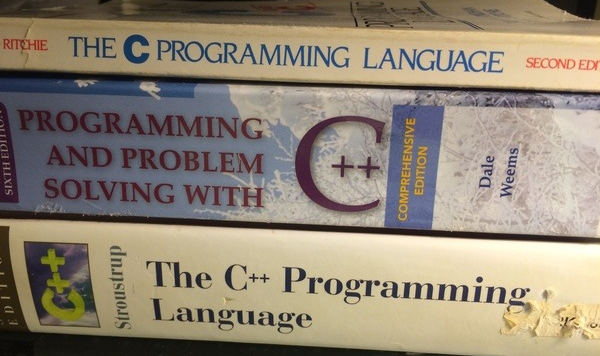 RITCHIE THE C PROGRAMMING LANGUAGE SECOND EDI
SIXTH EDITION
PROGRAMMING
AND PROBLEM
SOLVING WITH
C++
COMPREHENSIVE
EDITION
Dale
Weems
C++
Stroustrup
The C++ Programming
Language